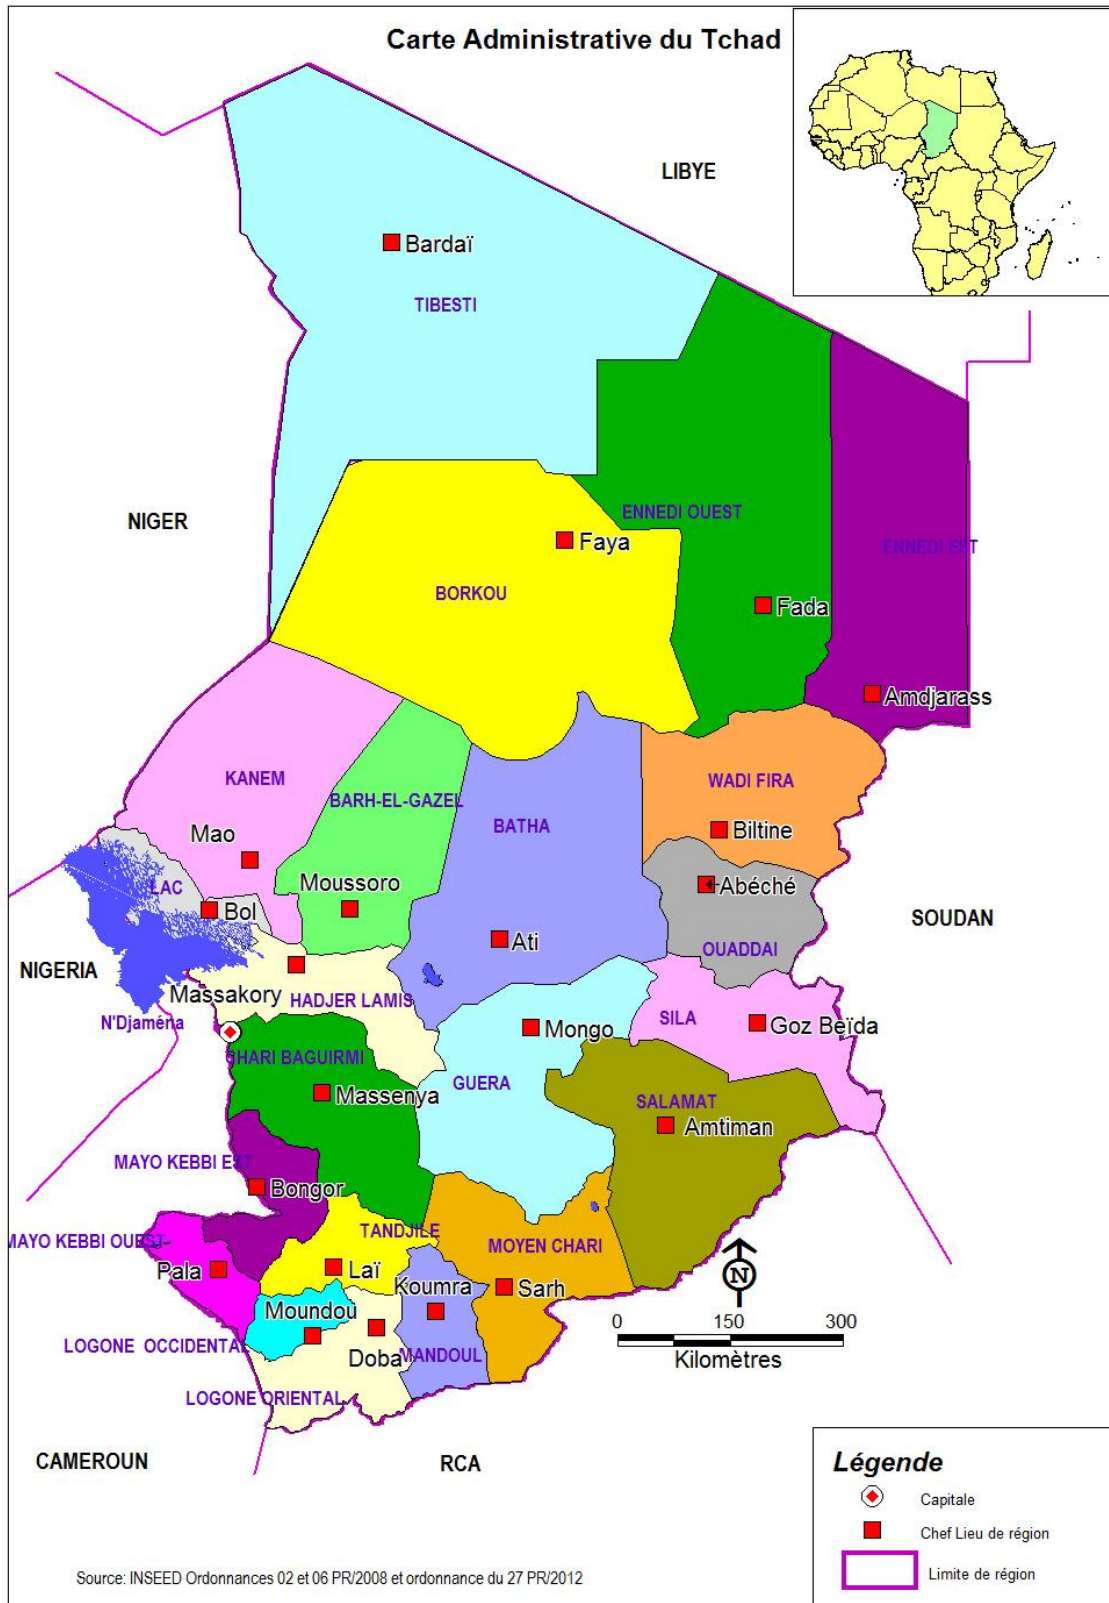 Carte Administrative du Tchad
LIBYE
Bardaï
TIBESTI
NIGER
ENNEDI OUEST
Faya
ENNEDI EST
BORKOU
Fada
Amdjarass
KANEM
WADI FIRA
BARH-EL-GAZEL
BATHA
Mao
Biltine
LAC
Moussoro
Abéché
Bol
SOUDAN
Ati
OUADDAI
NIGERIA
Massakory
HADJER LAMIS
N'Djaména
SILA
Goz Beïda
Mongo
CHARI BAGUIRMI
GUERA
Massenya
SALAMAT
Amtiman
MAYO KEBBI EST
Bongor
TANDJILE
MAYO KEBBI OUEST
MOYEN CHARI
Pala
Laï
Koumra
Sarh
N
Moundou
0 150 300
Kilomètres
LOGONE OCCIDENTAL
Doba
MANDOUL
LOGONE ORIENTAL
CAMEROUN
RCA
Légende
Capitale
Chef Lieu de région
Limite de région
Source: INSEED Ordonnances 02 et 06 PR/2008 et ordonnance du 27 PR/2012